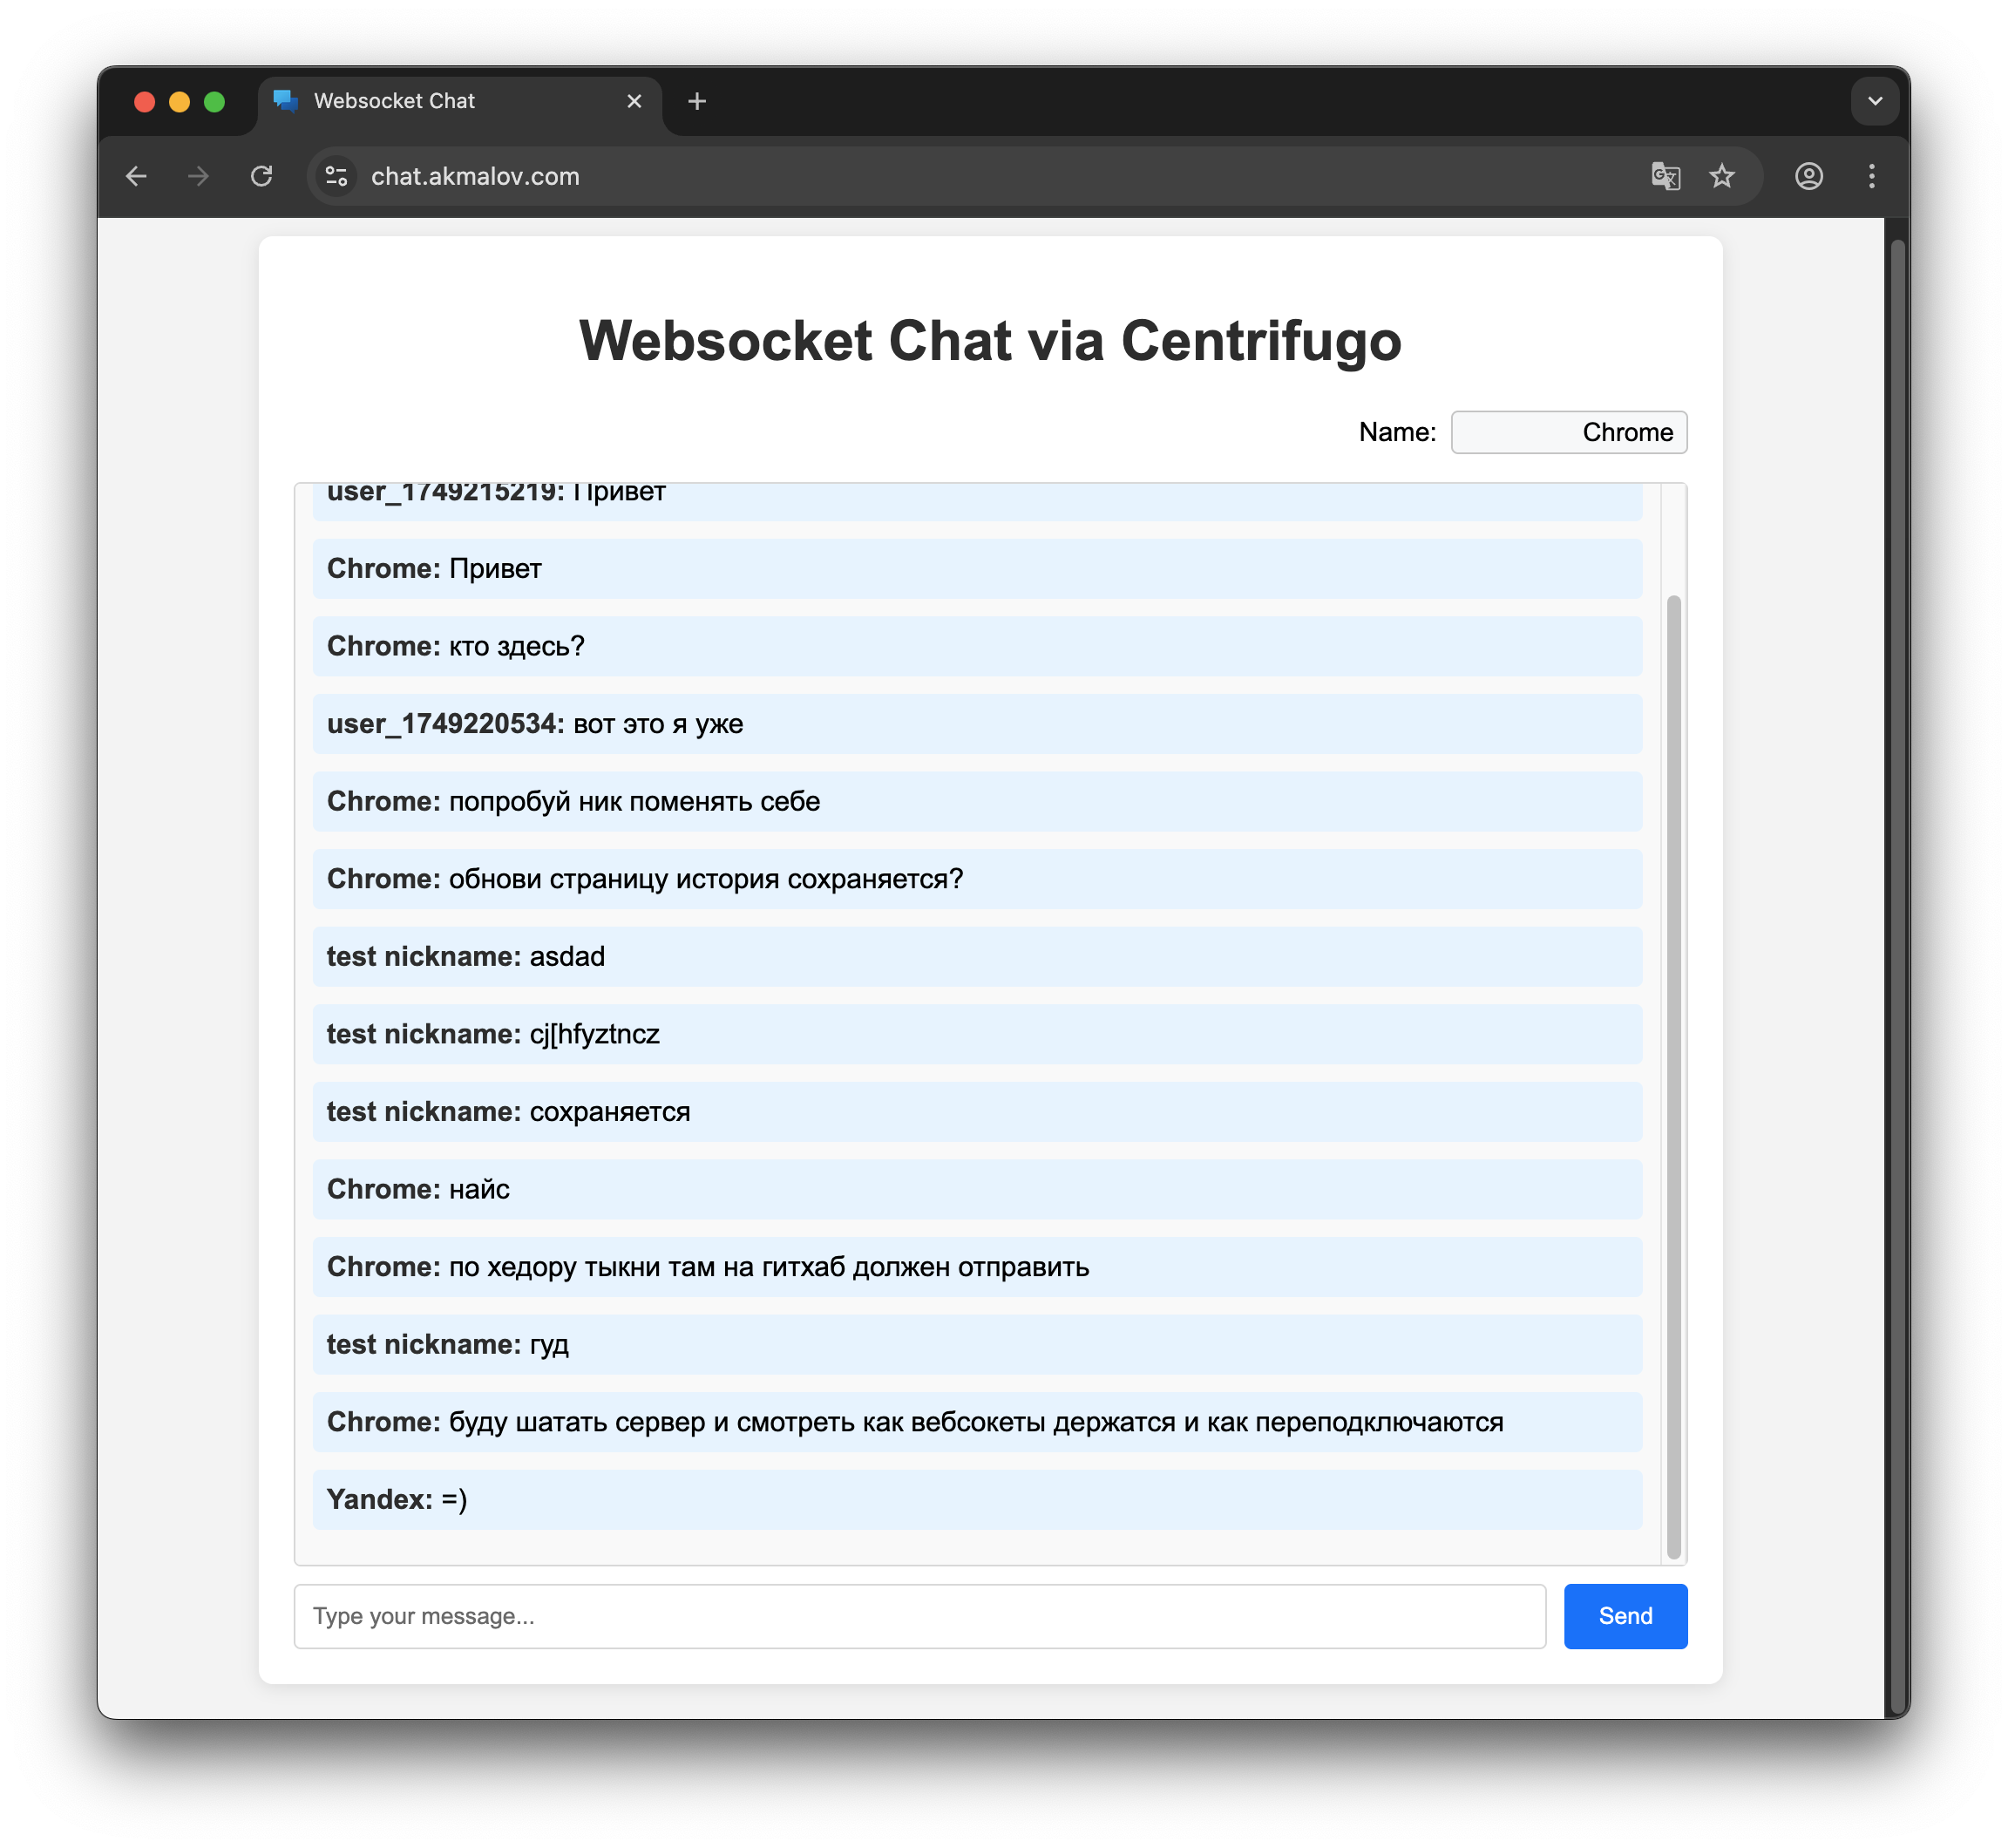 Websocket Chat
chat.akmalov.com
Websocket Chat via Centrifugo
Name: Chrome
user_1749215219: Привет
Chrome: Привет
Chrome: кто здесь?
user_1749220534: вот это я уже
Chrome: попробуй ник поменять себе
Chrome: обнови страницу история сохраняется?
test nickname: asdad
test nickname: cj[hfyztncz
test nickname: сохраняется
Chrome: найс
Chrome: по хедору тыкни там на гитхаб должен отправить
test nickname: гуд
Chrome: буду шатать сервер и смотреть как вебсокеты держатся и как переподключаются
Yandex: =)
Type your message...
Send